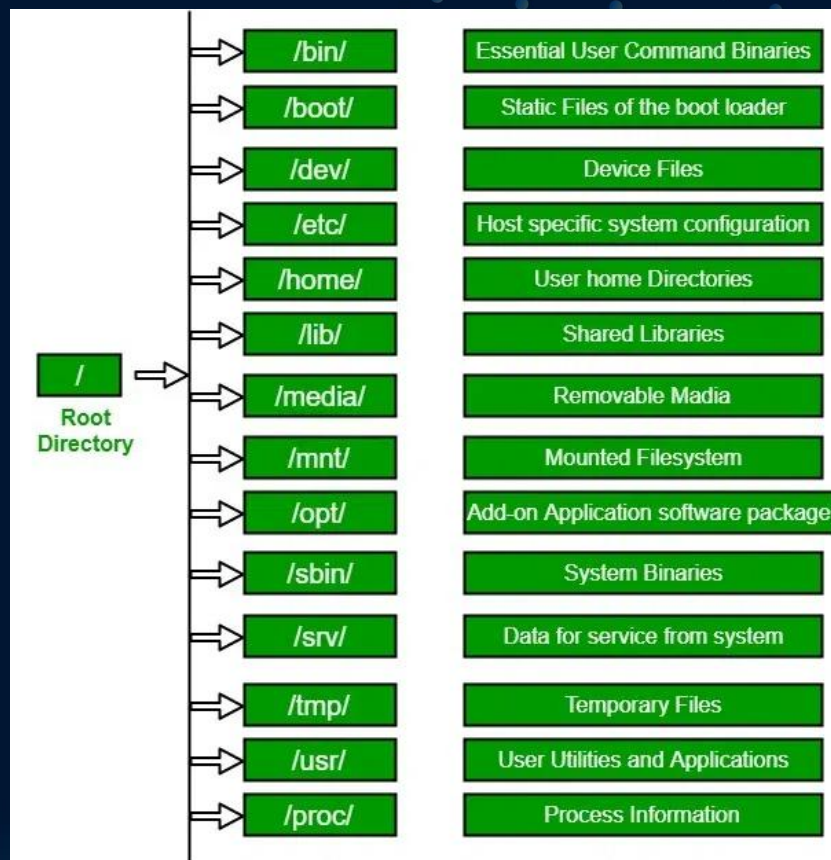 /bin/ Essential User Command Binaries
/boot/ Static Files of the boot loader
/dev/ Device Files
/etc/ Host specific system configuration
/home/ User home Directories
/lib/ Shared Libraries
/
Root
Directory
/media/ Removable Madia
/mnt/ Mounted Filesystem
/opt/ Add-on Application software package
/sbin/ System Binaries
/srv/ Data for service from system
/tmp/ Temporary Files
/usr/ User Utilities and Applications
/proc/ Process Information